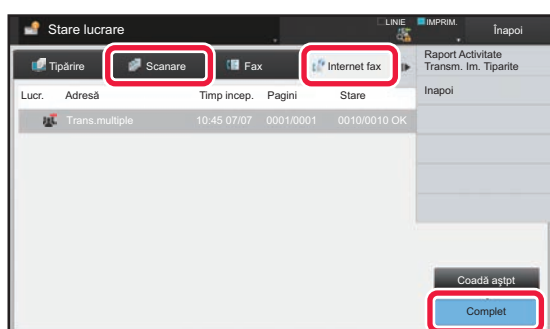 Stare lucrare
LINIE
IMPRIM.
Înapoi
Tipărire
Scanare
Fax
Internet fax
Raport Activitate
Transm. Im. Tiparite
Inapoi
Lucr. Adresă Timp incep. Pagini Stare
Trans.multiple 10:45 07/07 0001/0001 0010/0010 OK
Coadă aştpt
Complet